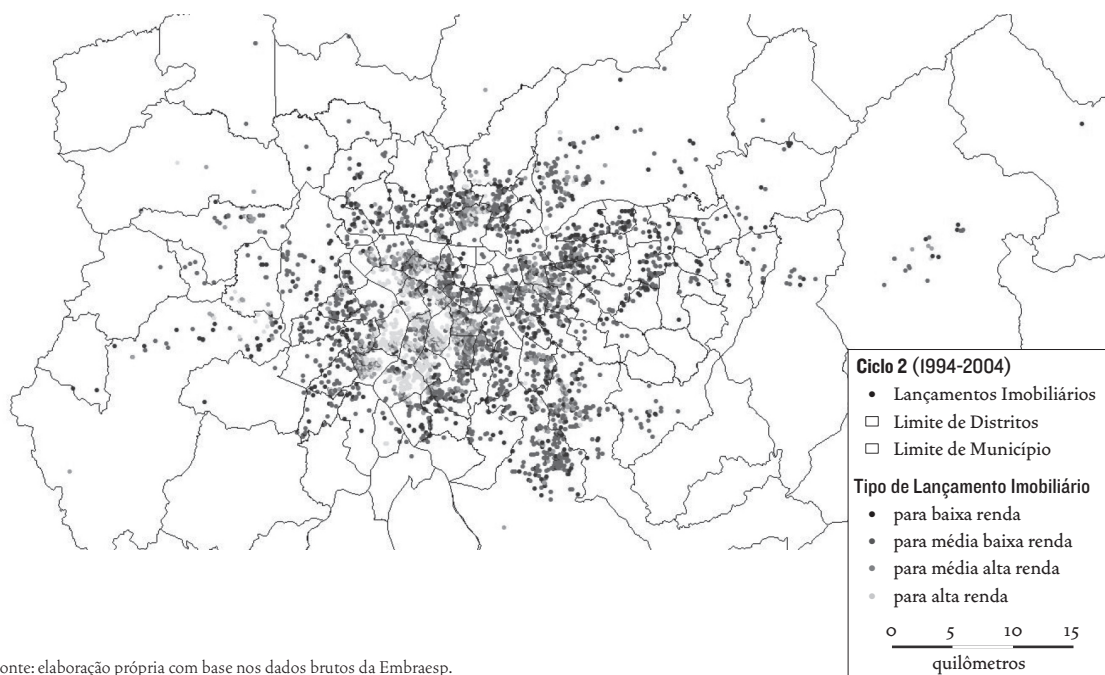 Ciclo 2 (1994-2004)
Lançamentos Imobiliários
Limite de Distritos
Limite de Município
Tipo de Lançamento Imobiliário
para baixa renda
para média baixa renda
para média alta renda
para alta renda
0 5 10 15
quilômetros
onte: elaboração própria com base nos dados brutos da Embraesp.